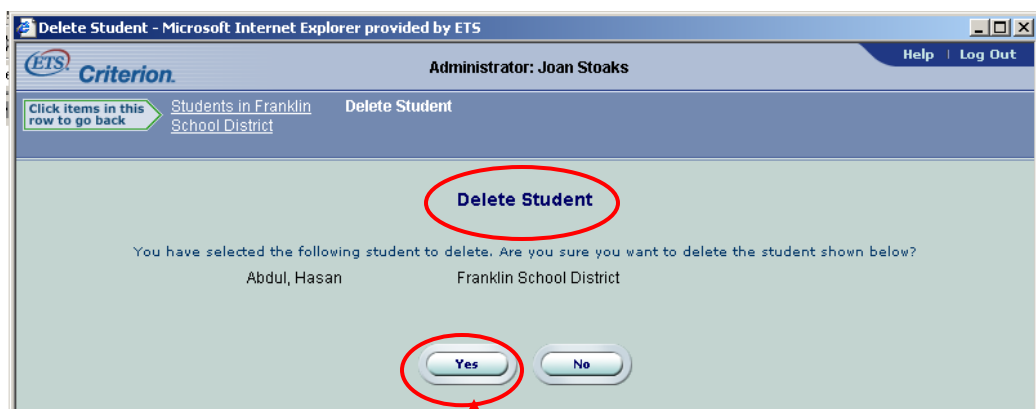 Delete Student - Microsoft Internet Explorer provided by ETS
ETS Criterion. Administrator: Joan Stoaks Help | Log Out
Click items in this
row to go back
Students in Franklin
School District
Delete Student
Delete Student
You have selected the following student to delete. Are you sure you want to delete the student shown below?
Abdul, Hasan Franklin School District
Yes No